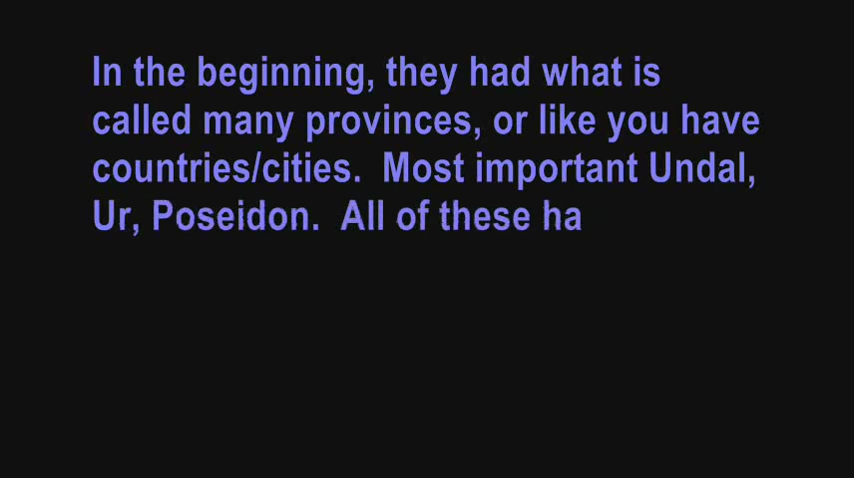 In the beginning, they had what is
called many provinces, or like you have
countries/cities.  Most important Undal,
Ur, Poseidon.  All of these ha